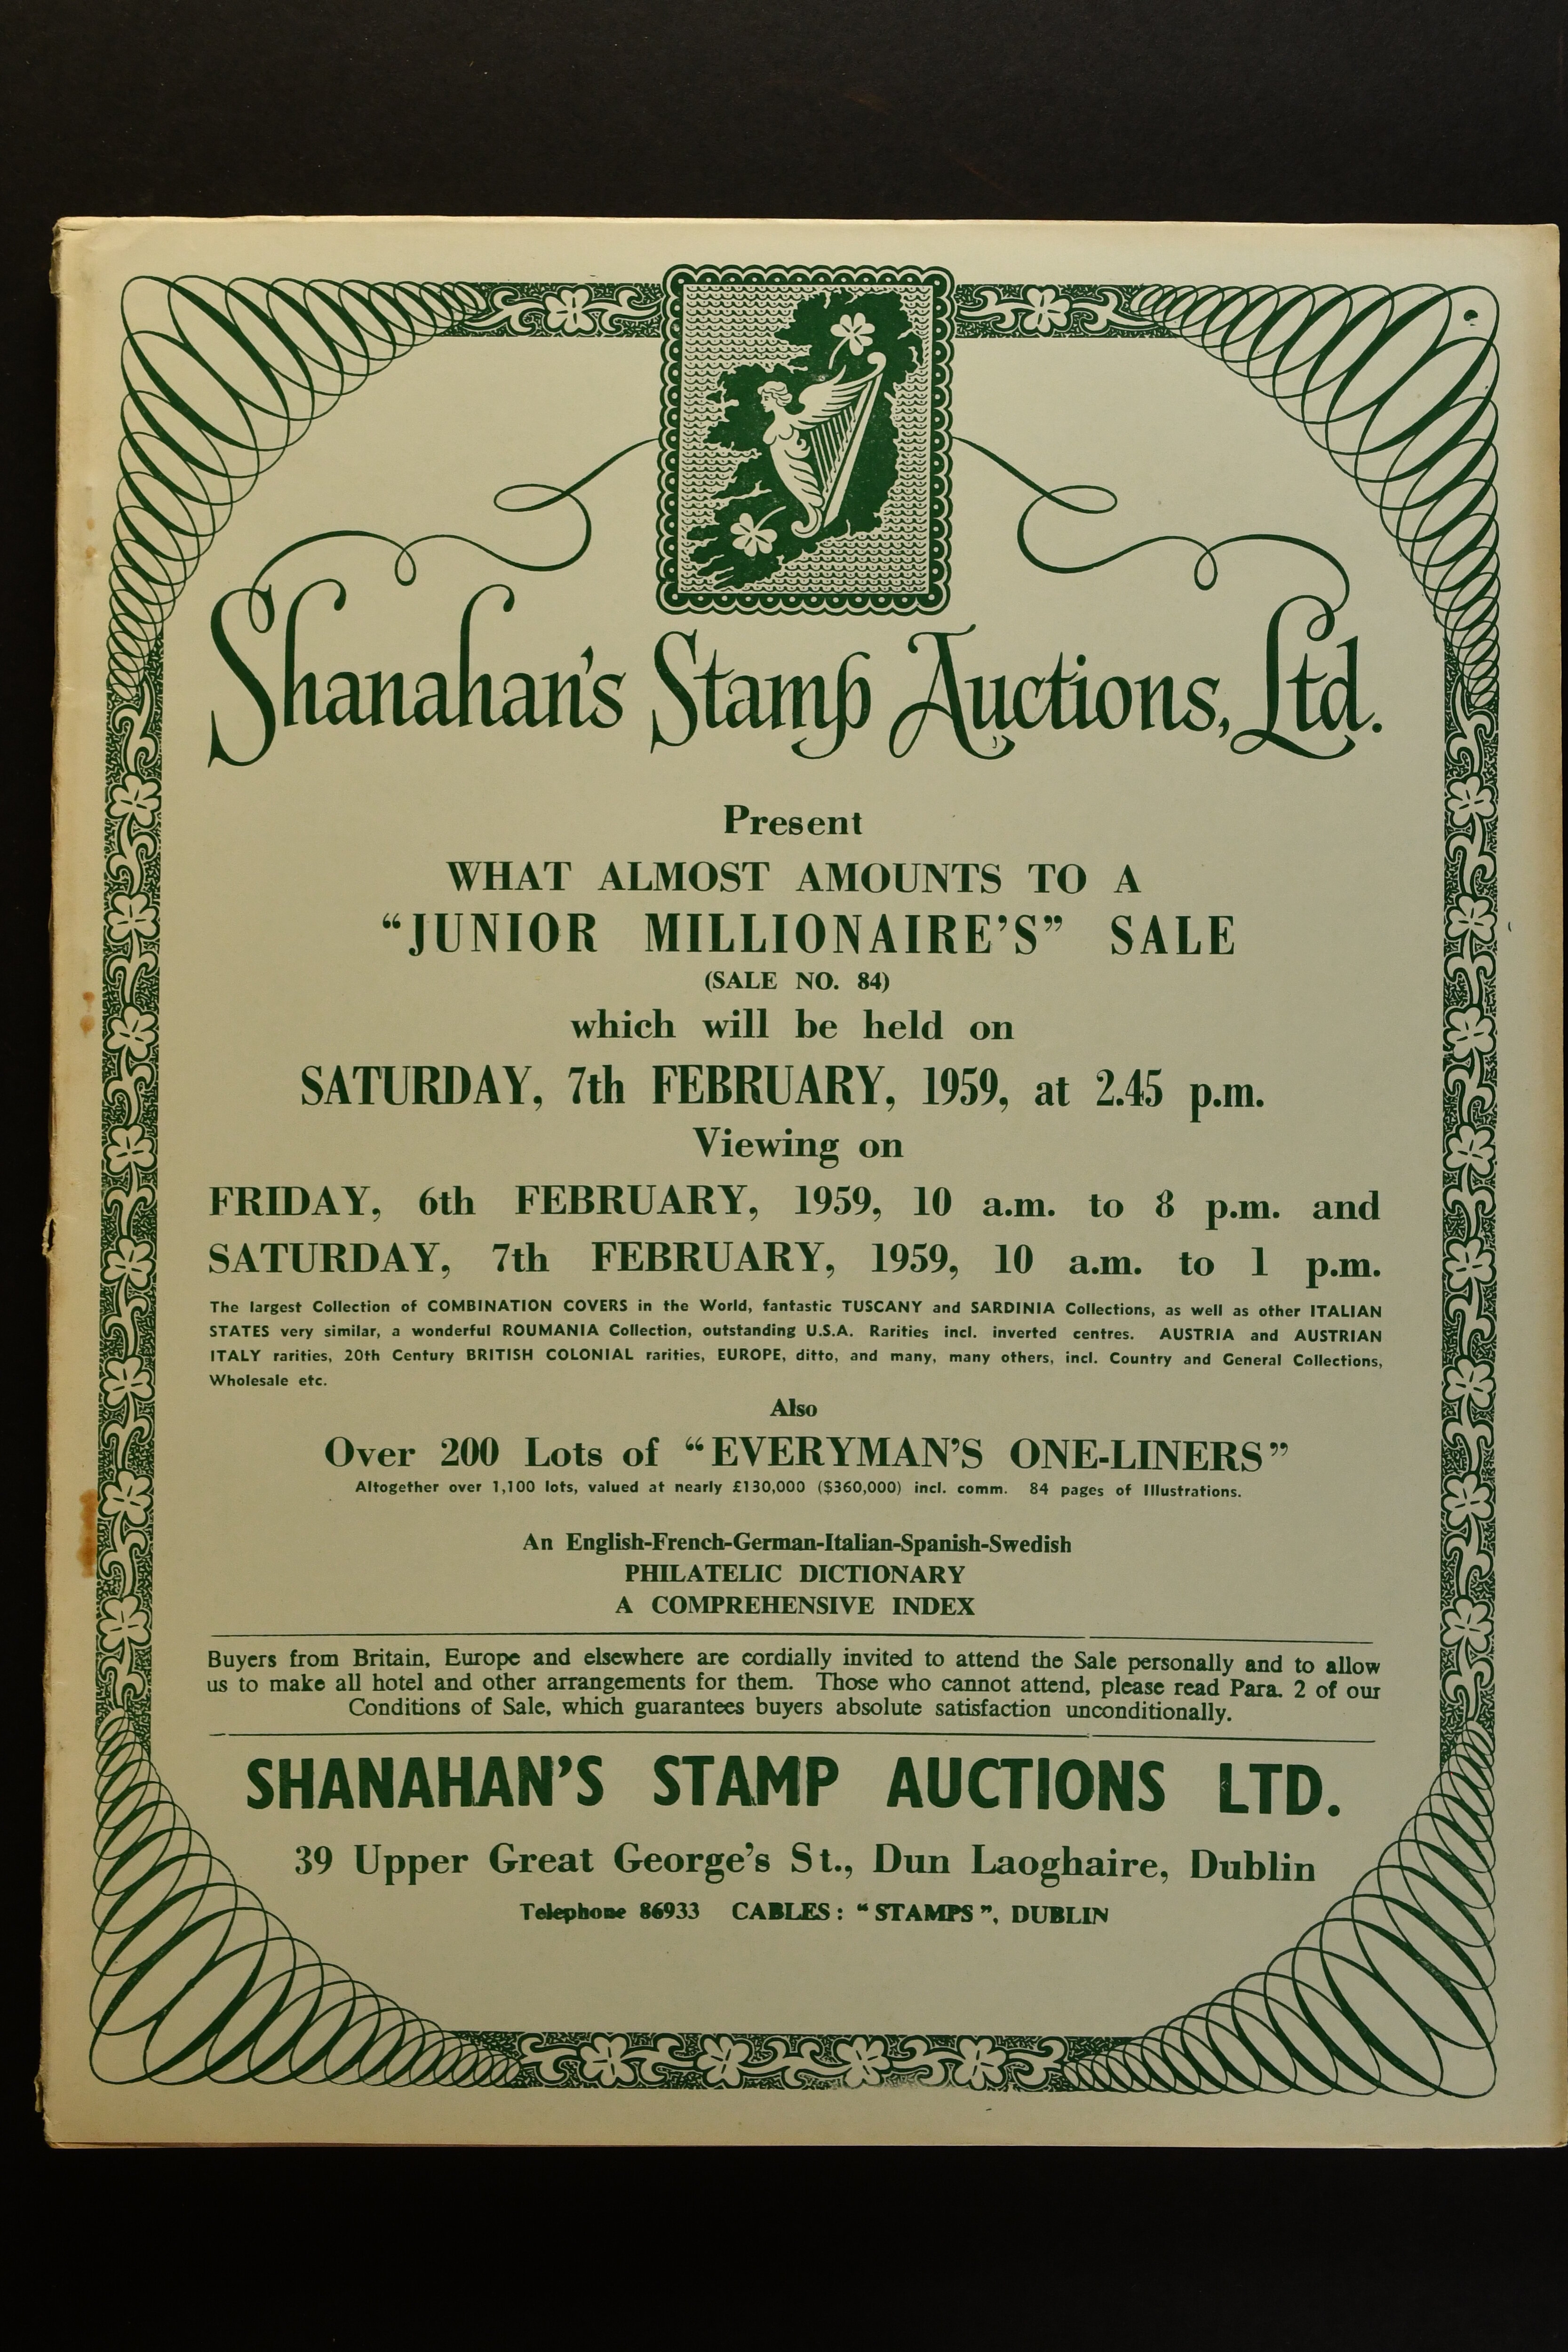 Shanahan's Stamp Auctions, Ltd.
Present
WHAT ALMOST AMOUNTS TO A
“JUNIOR MILLIONAIRE’S” SALE
(SALE NO. 84)
which will be held on
SATURDAY, 7th FEBRUARY, 1959, at 2.45 p.m.
Viewing on
FRIDAY, 6th FEBRUARY, 1959, 10 a.m. to 8 p.m. and
SATURDAY, 7th FEBRUARY, 1959, 10 a.m. to 1 p.m.
The largest Collection of COMBINATION COVERS in the World, fantastic TUSCANY and SARDINIA Collections, as well as other ITALIAN
STATES very similar, a wonderful ROUMANIA Collection, outstanding U.S.A. Rarities incl. inverted centres. AUSTRIA and AUSTRIAN
ITALY rarities, 20th Century BRITISH COLONIAL rarities, EUROPE, ditto, and many, many others, incl. Country and General Collections,
Wholesale etc.
Also
Over 200 Lots of “EVERYMAN’S ONE-LINERS”
Altogether over 1,100 lots, valued at nearly £130,000 ($360,000) incl. comm. 84 pages of Illustrations.
An English-French-German-Italian-Spanish-Swedish
PHILATELIC DICTIONARY
A COMPREHENSIVE INDEX
Buyers from Britain, Europe and elsewhere are cordially invited to attend the Sale personally and to allow
us to make all hotel and other arrangements for them. Those who cannot attend, please read Para. 2 of our
Conditions of Sale, which guarantees buyers absolute satisfaction unconditionally.
SHANAHAN’S STAMP AUCTIONS LTD.
39 Upper Great George’s St., Dun Laoghaire, Dublin
Telephone 86933 CABLES: “STAMPS”, DUBLIN